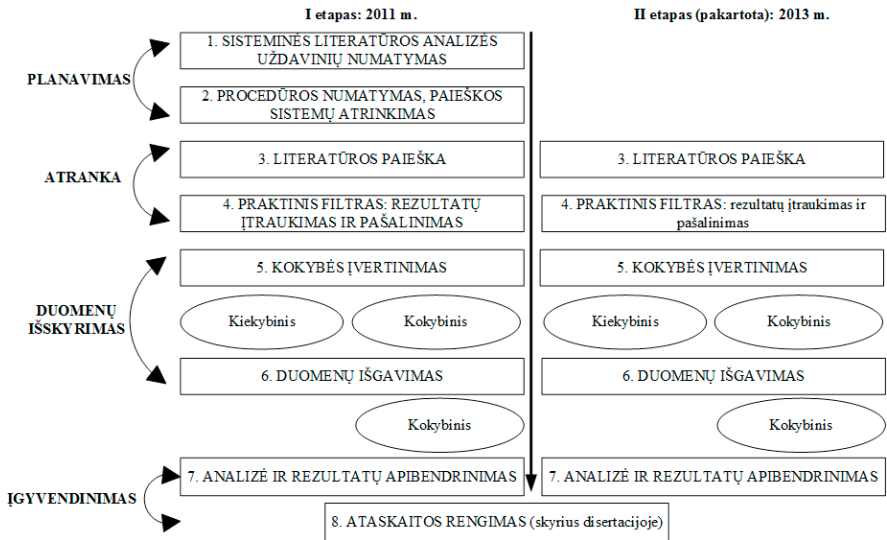 I etapas: 2011 m.
II etapas (pakartota): 2013 m.
PLANAVIMAS
1. SISTEMINĖS LITERATŪROS ANALIZĖS
UŽDAVINIŲ NUMATYMAS
2. PROCEDŪROS NUMATYMAS, PAIEŠKOS
SISTEMŲ ATRINKIMAS
ATRANKA
3. LITERATŪROS PAIEŠKA
3. LITERATŪROS PAIEŠKA
4. PRAKTINIS FILTRAS: REZULTATŲ
ĮTRAUKIMAS IR PAŠALINIMAS
4. PRAKTINIS FILTRAS: rezultatų įtraukimas ir
pašalinimas
DUOMENŲ
IŠSKYRIMAS
5. KOKYBĖS ĮVERTINIMAS
5. KOKYBĖS ĮVERTINIMAS
Kiekybinis
Kokybinis
Kiekybinis
Kokybinis
6. DUOMENŲ IŠGAVIMAS
6. DUOMENŲ IŠGAVIMAS
Kokybinis
Kokybinis
ĮGYVENDINIMAS
7. ANALIZĖ IR REZULTATŲ APIBENDRINIMAS
7. ANALIZĖ IR REZULTATŲ APIBENDRINIMAS
8. ATASKAITOS RENGIMAS (skyrius disertacijoje)